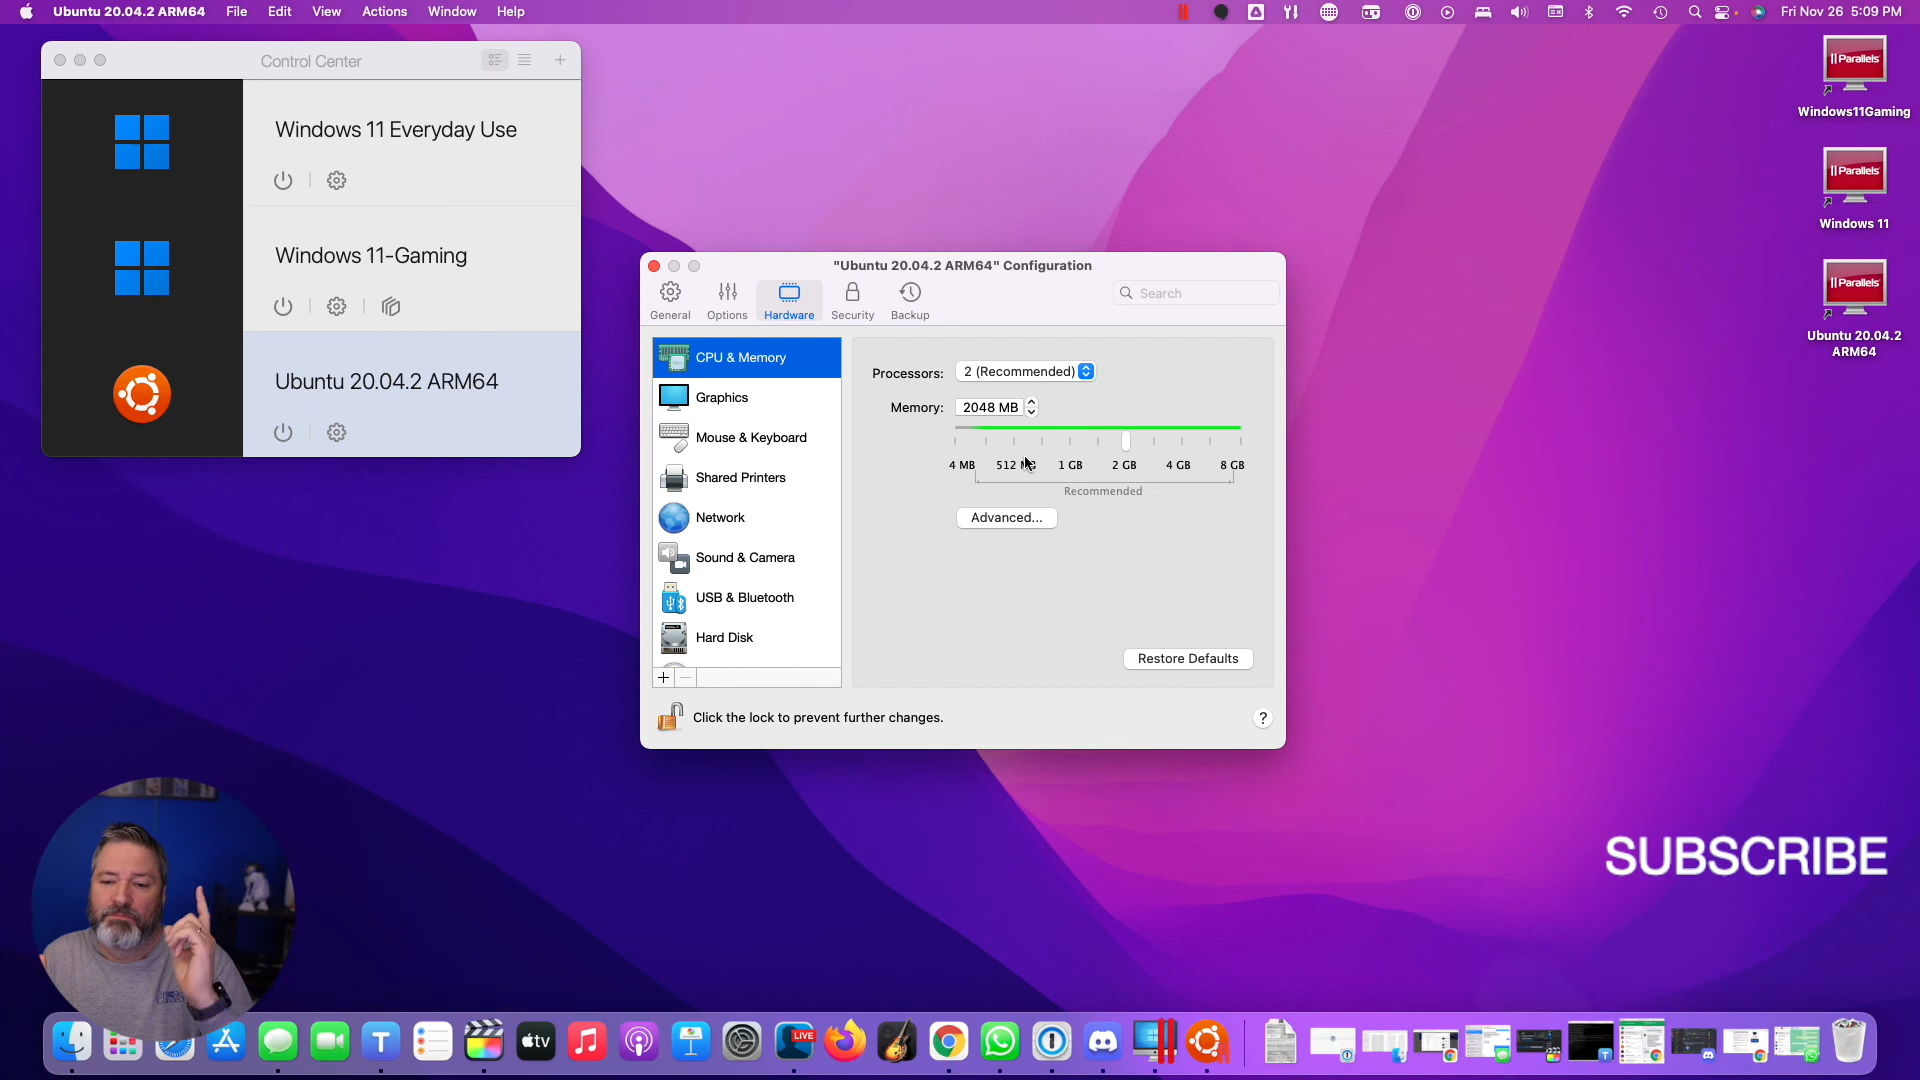 Ubuntu 20.04.2 ARM64 File Edit View Actions Window Help
Fri Nov 26 5:09 PM
Control Center
Windows 11 Everyday Use
Windows 11-Gaming
Ubuntu 20.04.2 ARM64
"Ubuntu 20.04.2 ARM64" Configuration
General Options Hardware Security Backup
Search
CPU & Memory
Graphics
Mouse & Keyboard
Shared Printers
Network
Sound & Camera
USB & Bluetooth
Hard Disk
Processors: 2 (Recommended)
Memory: 2048 MB
4 MB 512 MB 1 GB 2 GB 4 GB 8 GB
Recommended
Advanced...
Restore Defaults
Click the lock to prevent further changes.
?
Parallels
Windows11Gaming
Parallels
Windows 11
Parallels
Ubuntu 20.04.2
ARM64
SUBSCRIBE
T
tv
LIVE